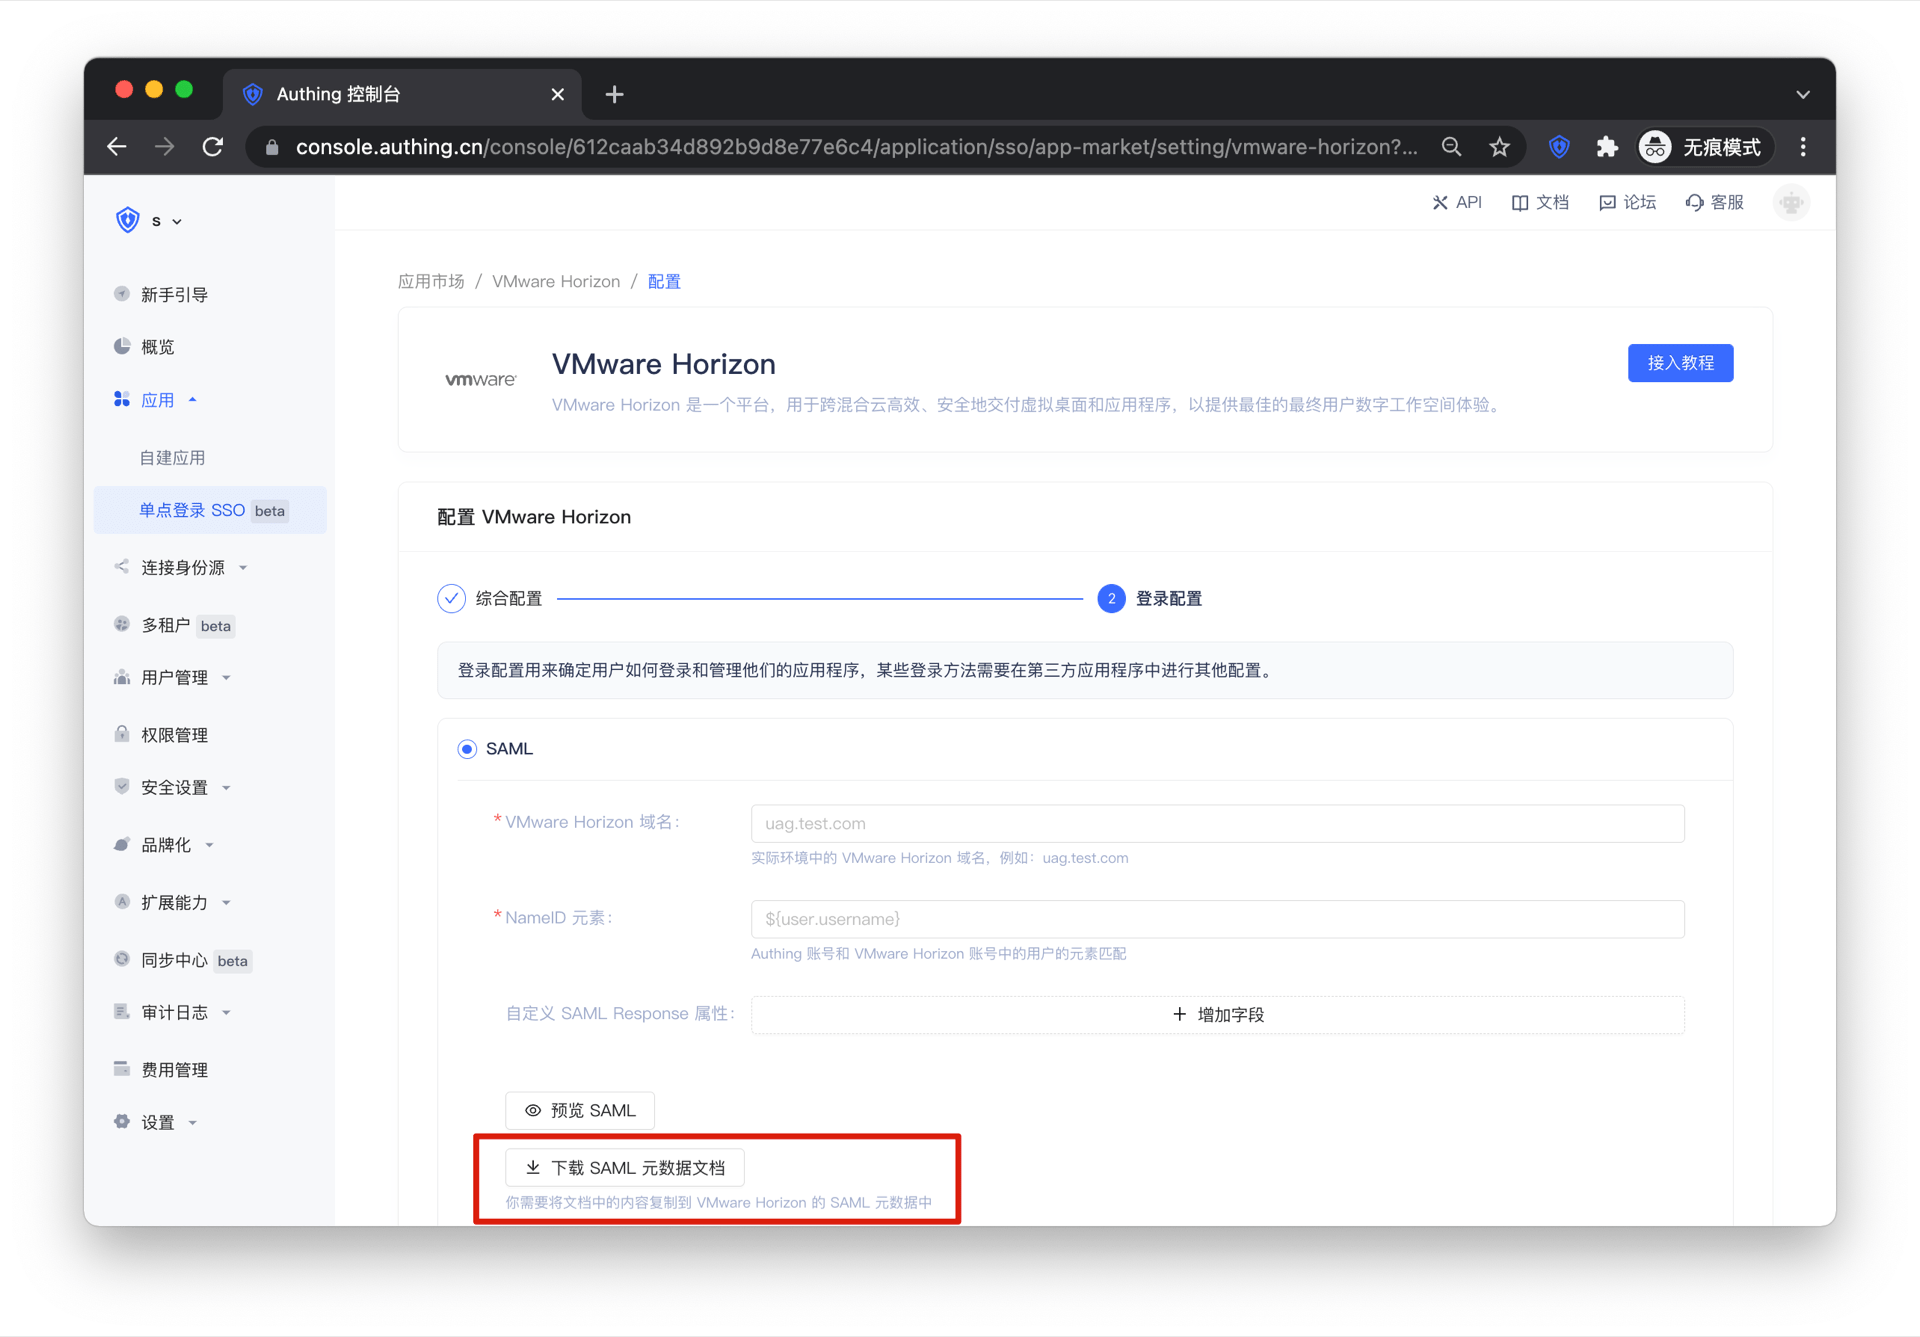 Authing 控制台
console.authing.cn/console/612caab34d892b9d8e77e6c4/application/sso/app-market/setting/vmware-horizon?...
无痕模式
s
API
文档
论坛
客服
新手引导
概览
应用
自建应用
单点登录 SSO beta
连接身份源
多租户 beta
用户管理
权限管理
安全设置
品牌化
扩展能力
同步中心 beta
审计日志
费用管理
设置
应用市场 / VMware Horizon / 配置
vmware
VMware Horizon
接入教程
VMware Horizon 是一个平台，用于跨混合云高效、安全地交付虚拟桌面和应用程序，以提供最佳的最终用户数字工作空间体验。
配置 VMware Horizon
综合配置
2 登录配置
登录配置用来确定用户如何登录和管理他们的应用程序，某些登录方法需要在第三方应用程序中进行其他配置。
SAML
* VMware Horizon 域名：
uag.test.com
实际环境中的 VMware Horizon 域名，例如：uag.test.com
* NameID 元素：
${user.username}
Authing 账号和 VMware Horizon 账号中的用户的元素匹配
自定义 SAML Response 属性：
+ 增加字段
预览 SAML
下载 SAML 元数据文档
你需要将文档中的内容复制到 VMware Horizon 的 SAML 元数据中